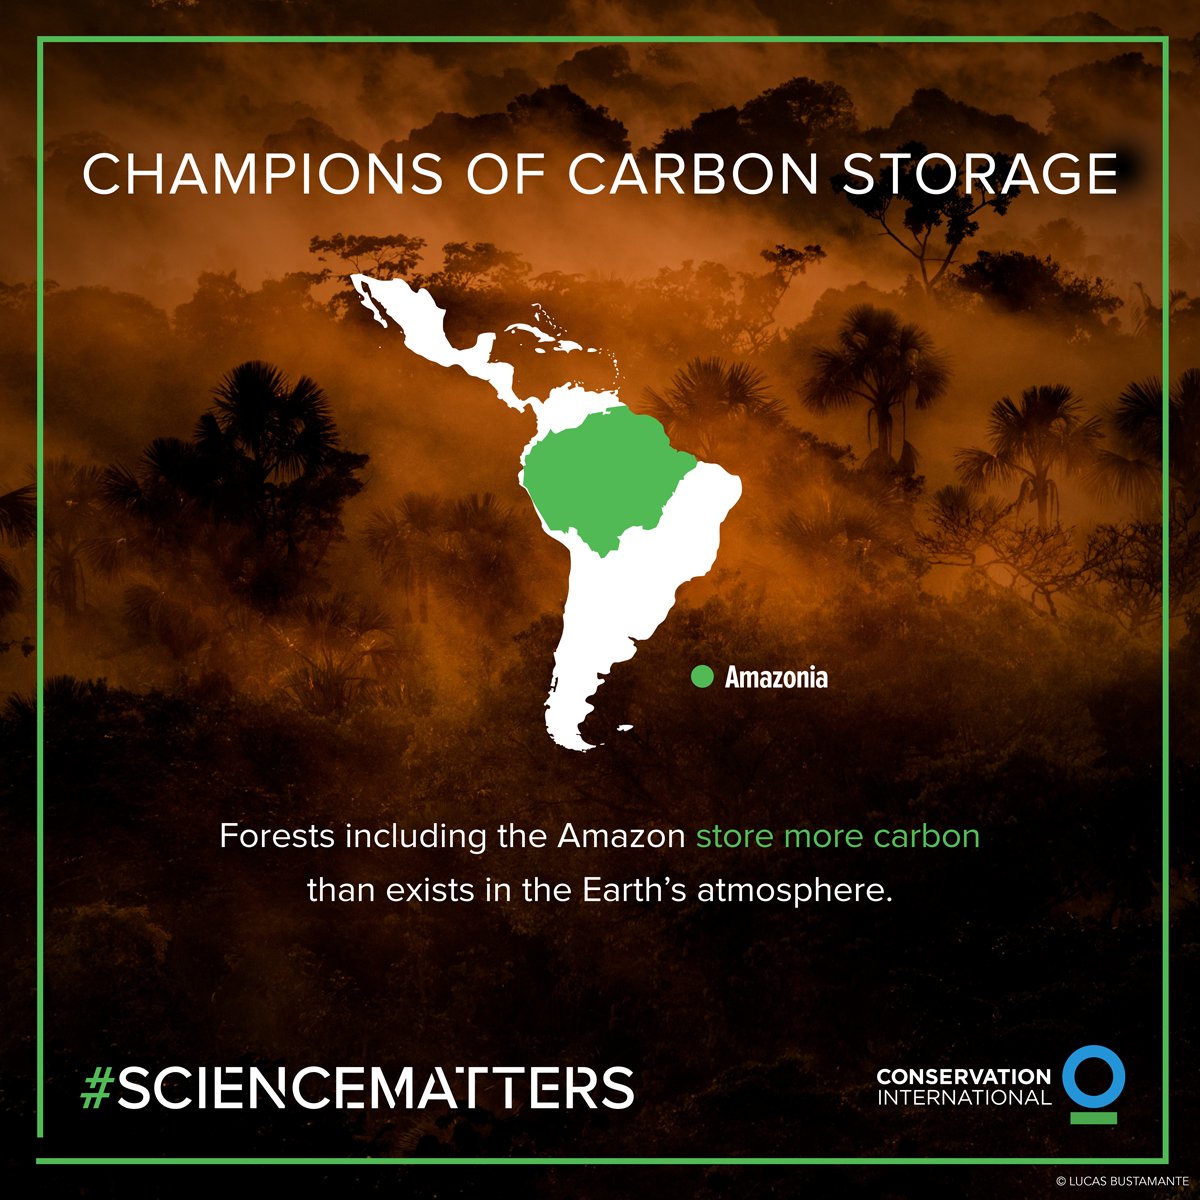 CHAMPIONS OF CARBON STORAGE
Amazonia
Forests including the Amazon store more carbon
than exists in the Earth's atmosphere.
#SCIENCEMATTERS
CONSERVATION
INTERNATIONAL
© LUCAS BUSTAMANTE